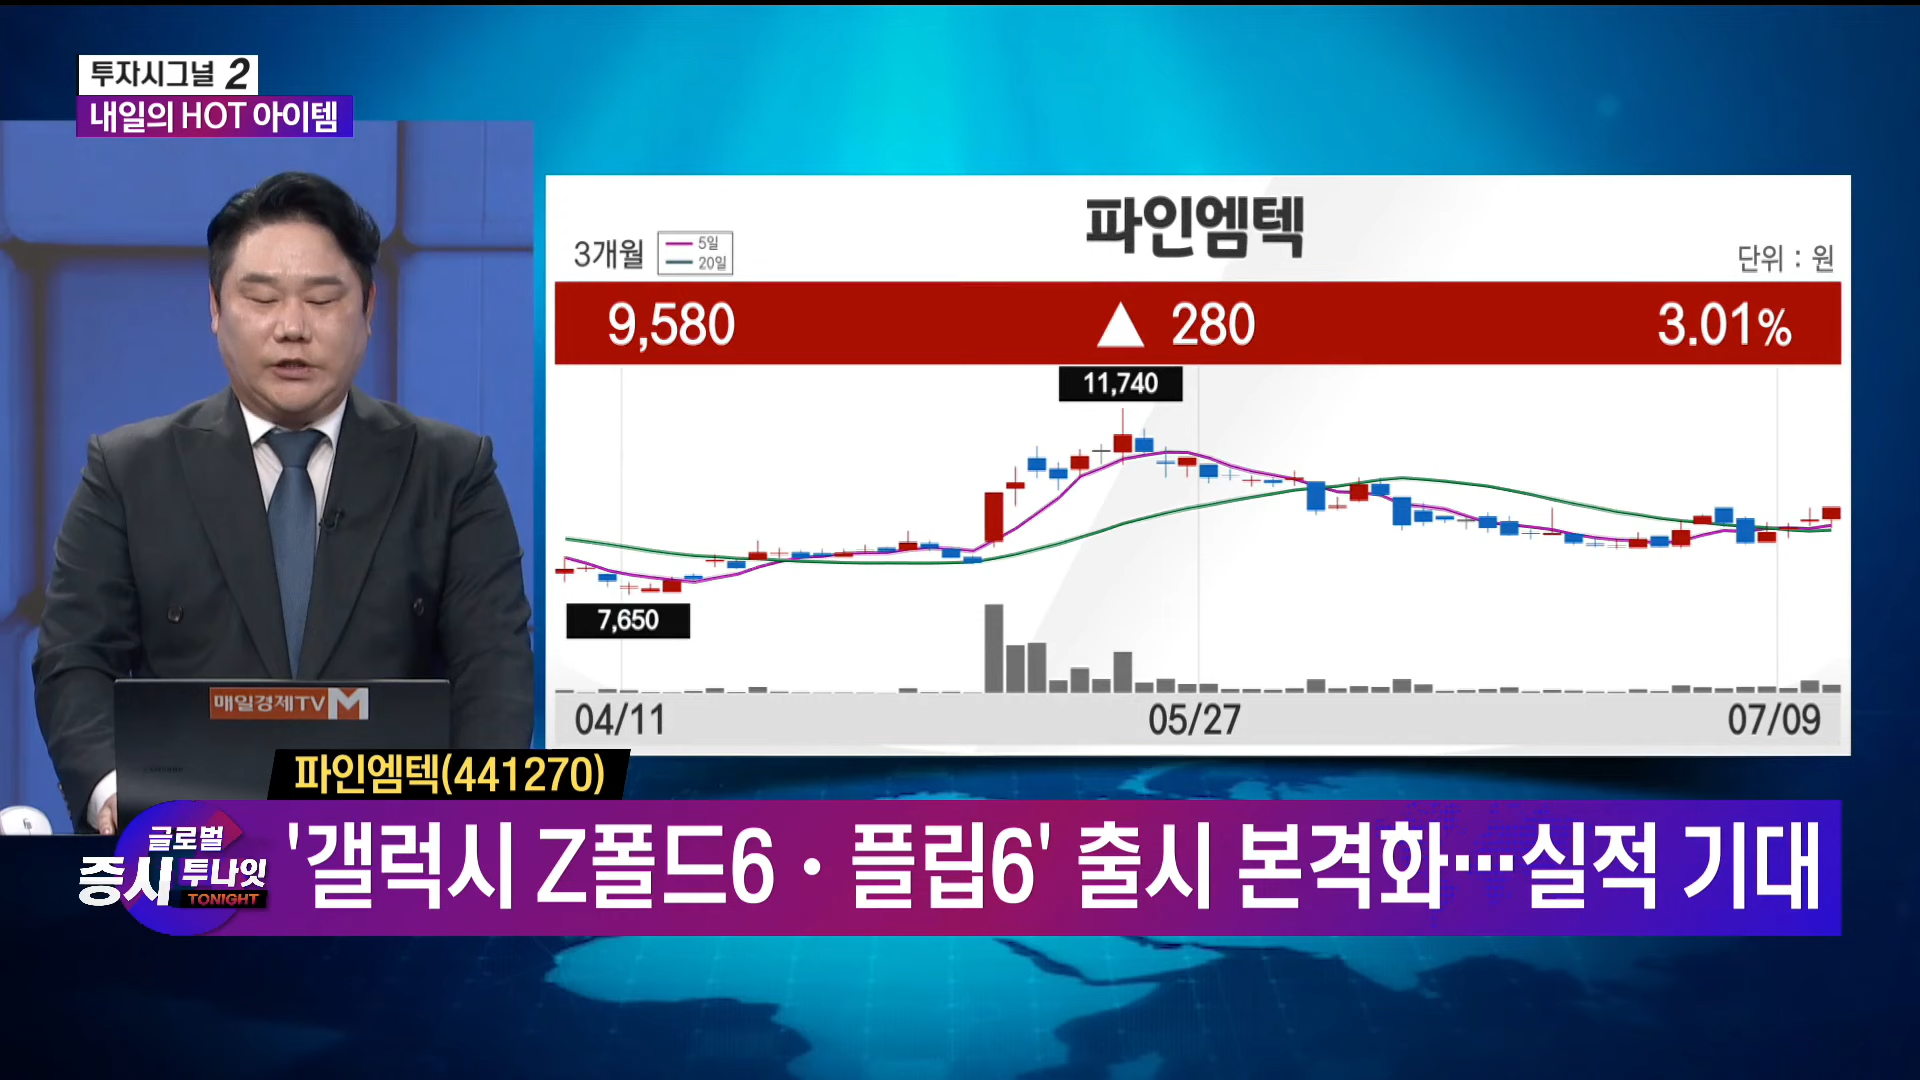 투자시그널 2
내일의 HOT 아이템
파인엠텍
3개월
5일
20일
단위 : 원
9,580 ▲ 280 3.01%
11,740
7,650
04/11 05/27 07/09
매일경제TV M
파인엠텍(441270)
글로벌
증시 투나잇
TONIGHT
'갤럭시 Z폴드6·플립6' 출시 본격화…실적 기대